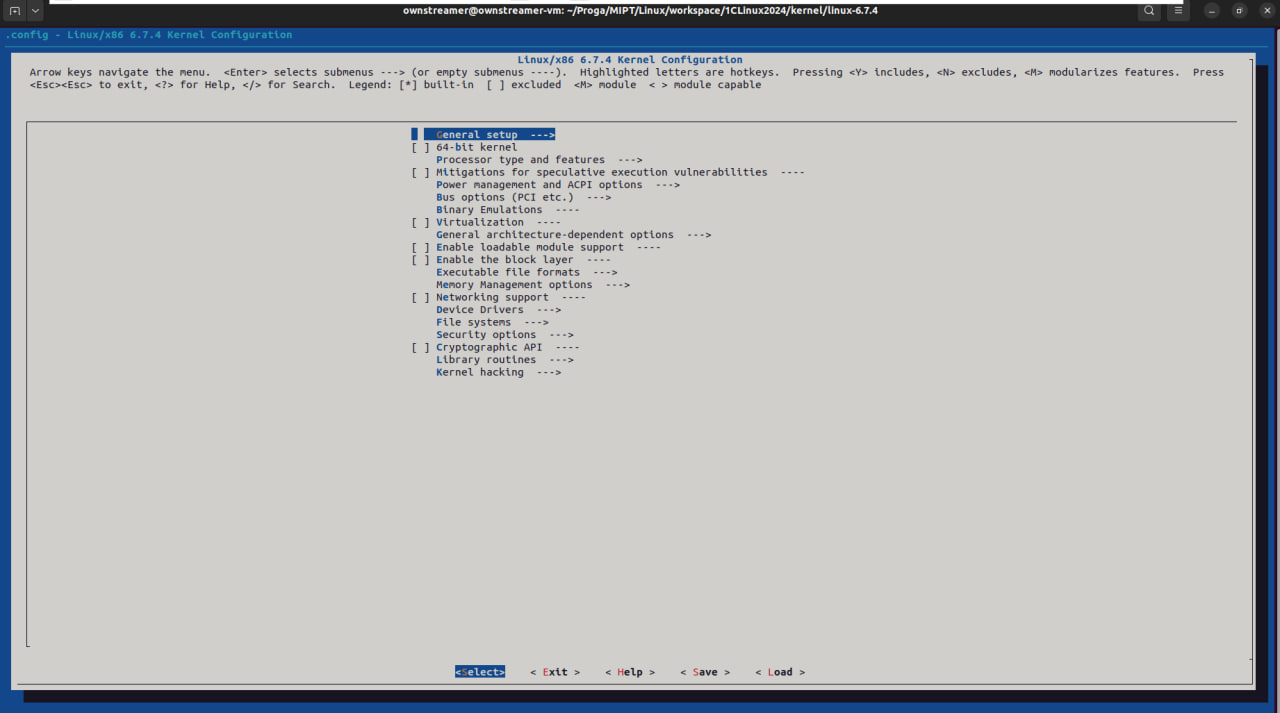 ownstreamer@ownstreamer-vm: ~/Proga/MIPT/Linux/workspace/1CLinux2024/kernel/linux-6.7.4
.config - Linux/x86 6.7.4 Kernel Configuration
Linux/x86 6.7.4 Kernel Configuration
Arrow keys navigate the menu.  <Enter> selects submenus ---> (or empty submenus ----).  Highlighted letters are hotkeys.  Pressing <Y> includes, <N> excludes, <M> modularizes features.  Press
<Esc><Esc> to exit, <?> for Help, </> for Search.  Legend: [*] built-in  [ ] excluded  <M> module  < > module capable
General setup  --->
[ ] 64-bit kernel
Processor type and features  --->
[ ] Mitigations for speculative execution vulnerabilities  ----
Power management and ACPI options  --->
Bus options (PCI etc.)  --->
Binary Emulations  ----
[ ] Virtualization  ----
General architecture-dependent options  --->
[ ] Enable loadable module support  ----
[ ] Enable the block layer  ----
Executable file formats  --->
Memory Management options  --->
[ ] Networking support  ----
Device Drivers  --->
File systems  --->
Security options  --->
[ ] Cryptographic API  ----
Library routines  --->
Kernel hacking  --->
<Select>    < Exit >    < Help >    < Save >    < Load >